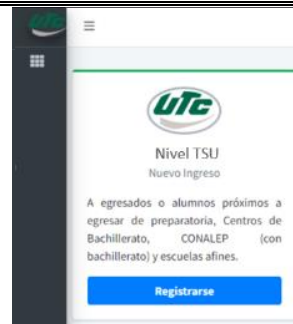 UTC
UTC
Nivel TSU
Nuevo Ingreso
A egresados o alumnos próximos a
egresar de preparatoria, Centros de
Bachillerato, CONALEP (con
bachillerato) y escuelas afines.
Registrarse